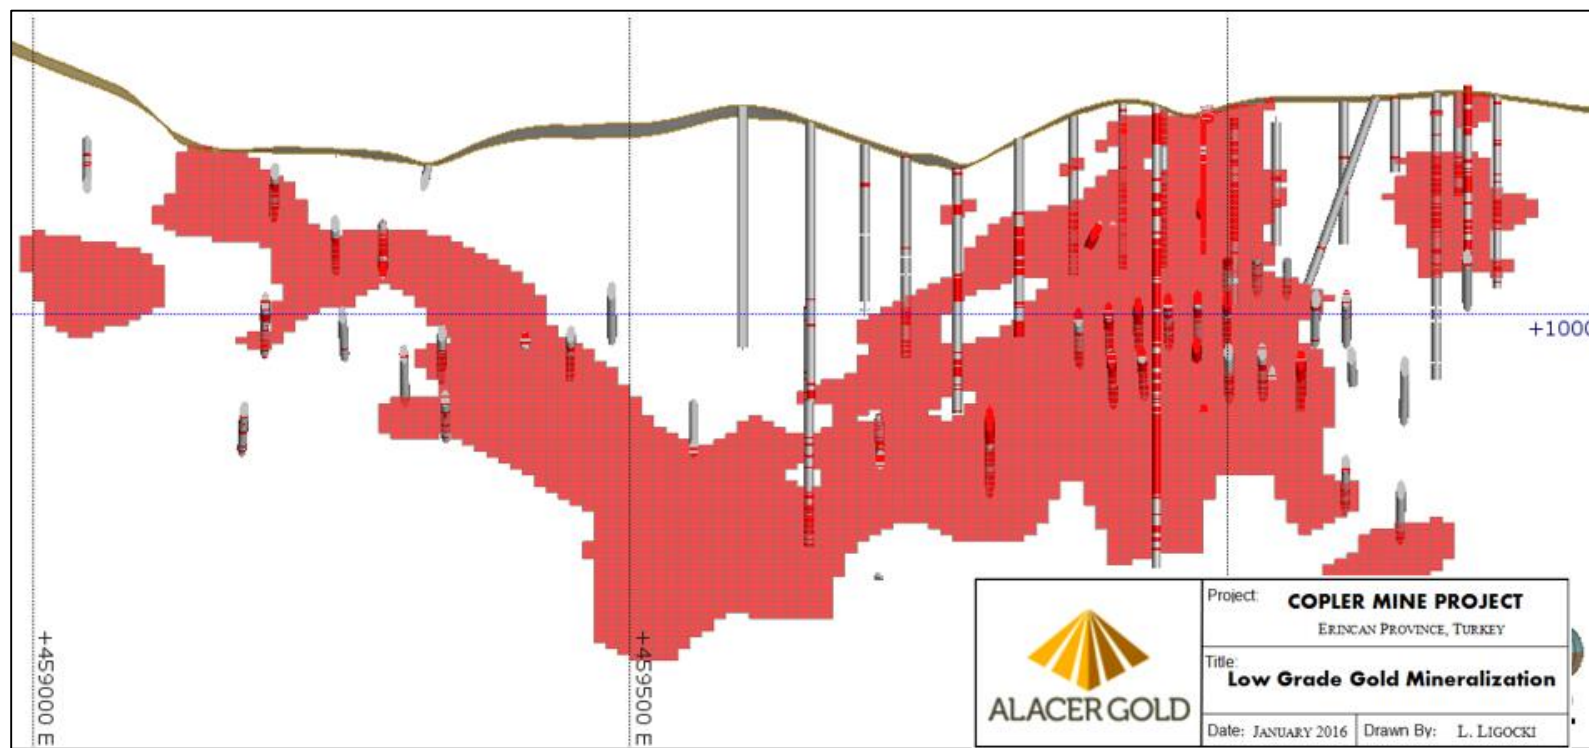 +1000
+459000 E
+459500 E
ALACER GOLD
Project:
COPLER MINE PROJECT
ERINCAN PROVINCE, TURKEY
Title:
Low Grade Gold Mineralization
Date: JANUARY 2016
Drawn By: L. LIGOCKI